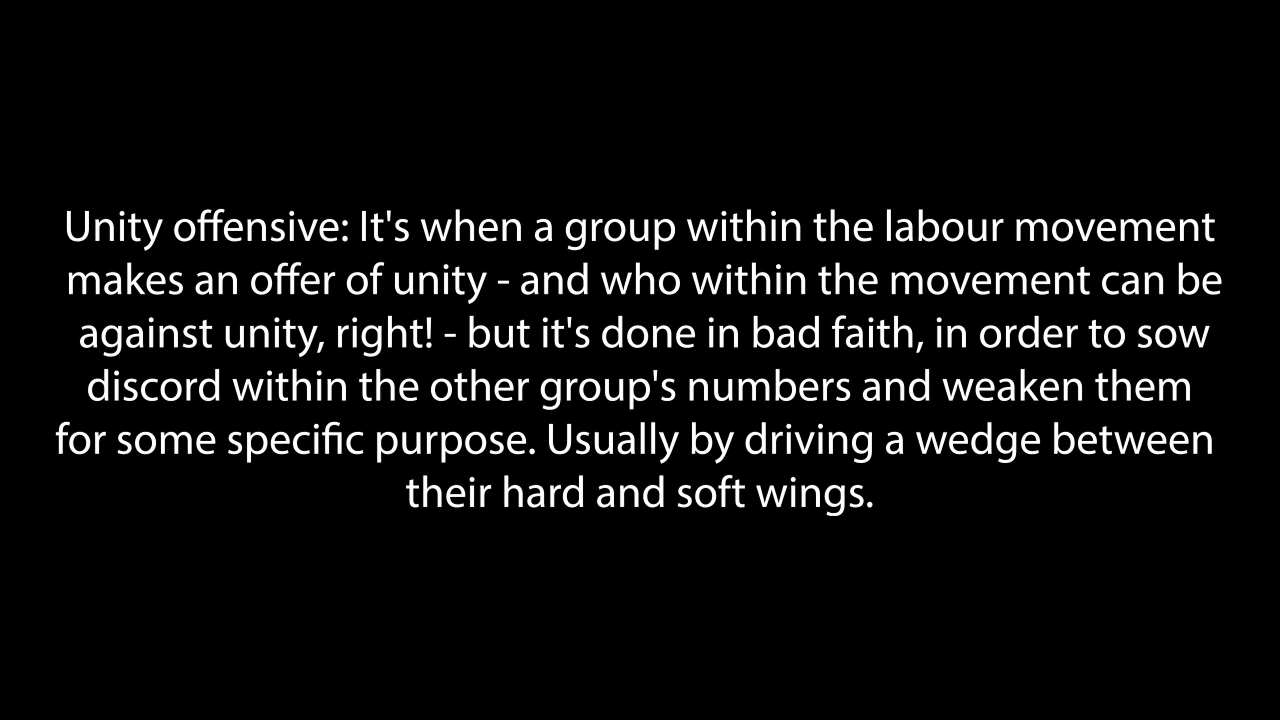 Unity offensive: It's when a group within the labour movement
makes an offer of unity - and who within the movement can be
against unity, right! - but it's done in bad faith, in order to sow
discord within the other group's numbers and weaken them
for some specific purpose. Usually by driving a wedge between
their hard and soft wings.